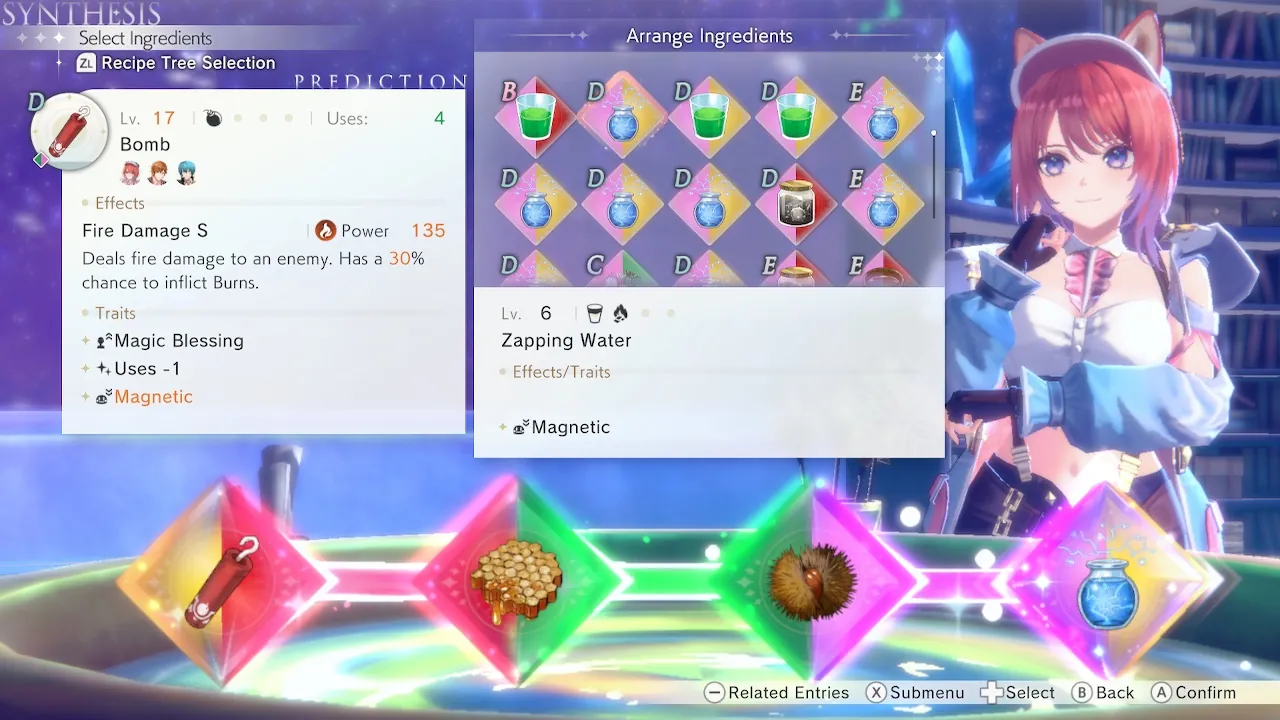 SYNTHESIS
Select Ingredients
ZL Recipe Tree Selection
PREDICTION
D
Lv. 17 Uses: 4
Bomb
Effects
Fire Damage S Power 135
Deals fire damage to an enemy. Has a 30%
chance to inflict Burns.
Traits
Magic Blessing
Uses -1
Magnetic
Arrange Ingredients
B D D D E
D D D D E
D C D E E
Lv. 6
Zapping Water
Effects/Traits
Magnetic
Related Entries X Submenu Select B Back A Confirm